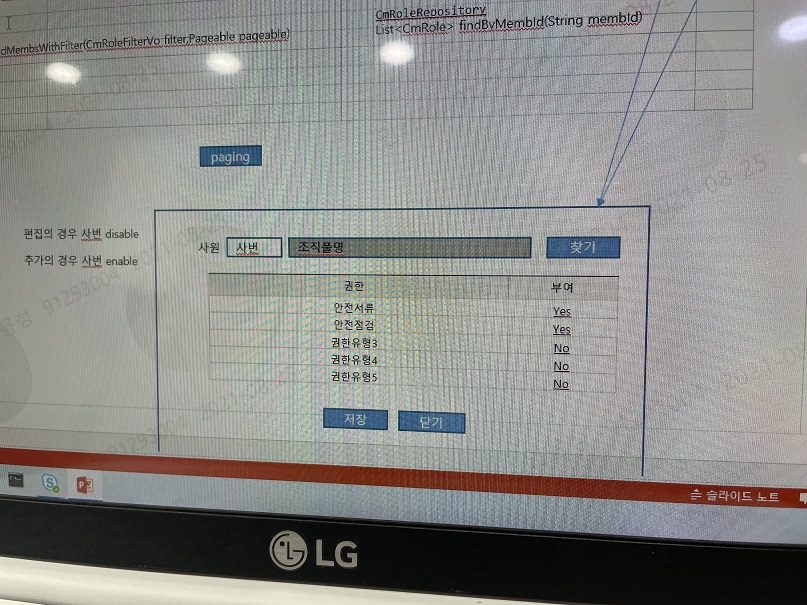 CmRoleRepository
List<CmRole> findByMembId(String membId)
dMembsWithFilter(CmRoleFilterVo filter,Pageable pageable)
paging
편집의 경우 사번 disable
추가의 경우 사번 enable
사원 사번 조직풀명 찾기
권한 부여
안전서류 Yes
안전점검 Yes
권한유형3 No
권한유형4 No
권한유형5 No
저장 닫기
슬라이드 노트
LG